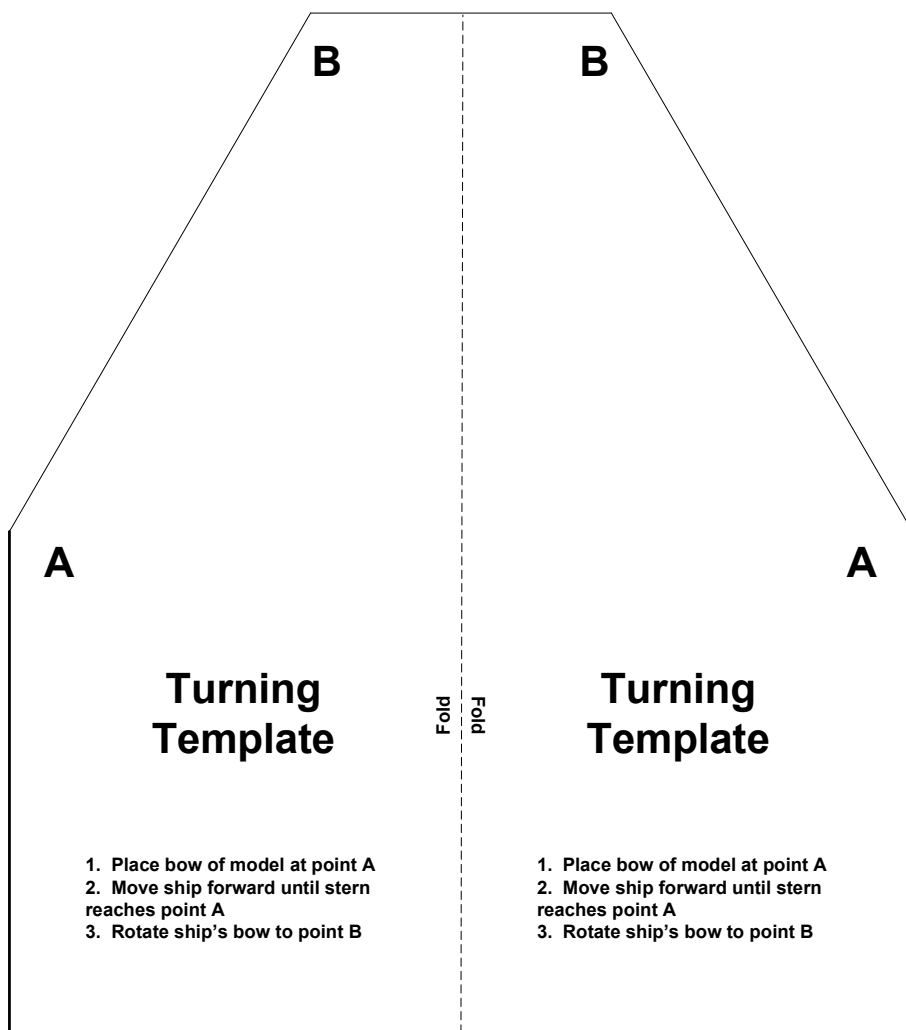 B
B
A
A
Turning
Template
Fold
Fold
Turning
Template
1. Place bow of model at point A
2. Move ship forward until stern
reaches point A
3. Rotate ship's bow to point B
1. Place bow of model at point A
2. Move ship forward until stern
reaches point A
3. Rotate ship's bow to point B